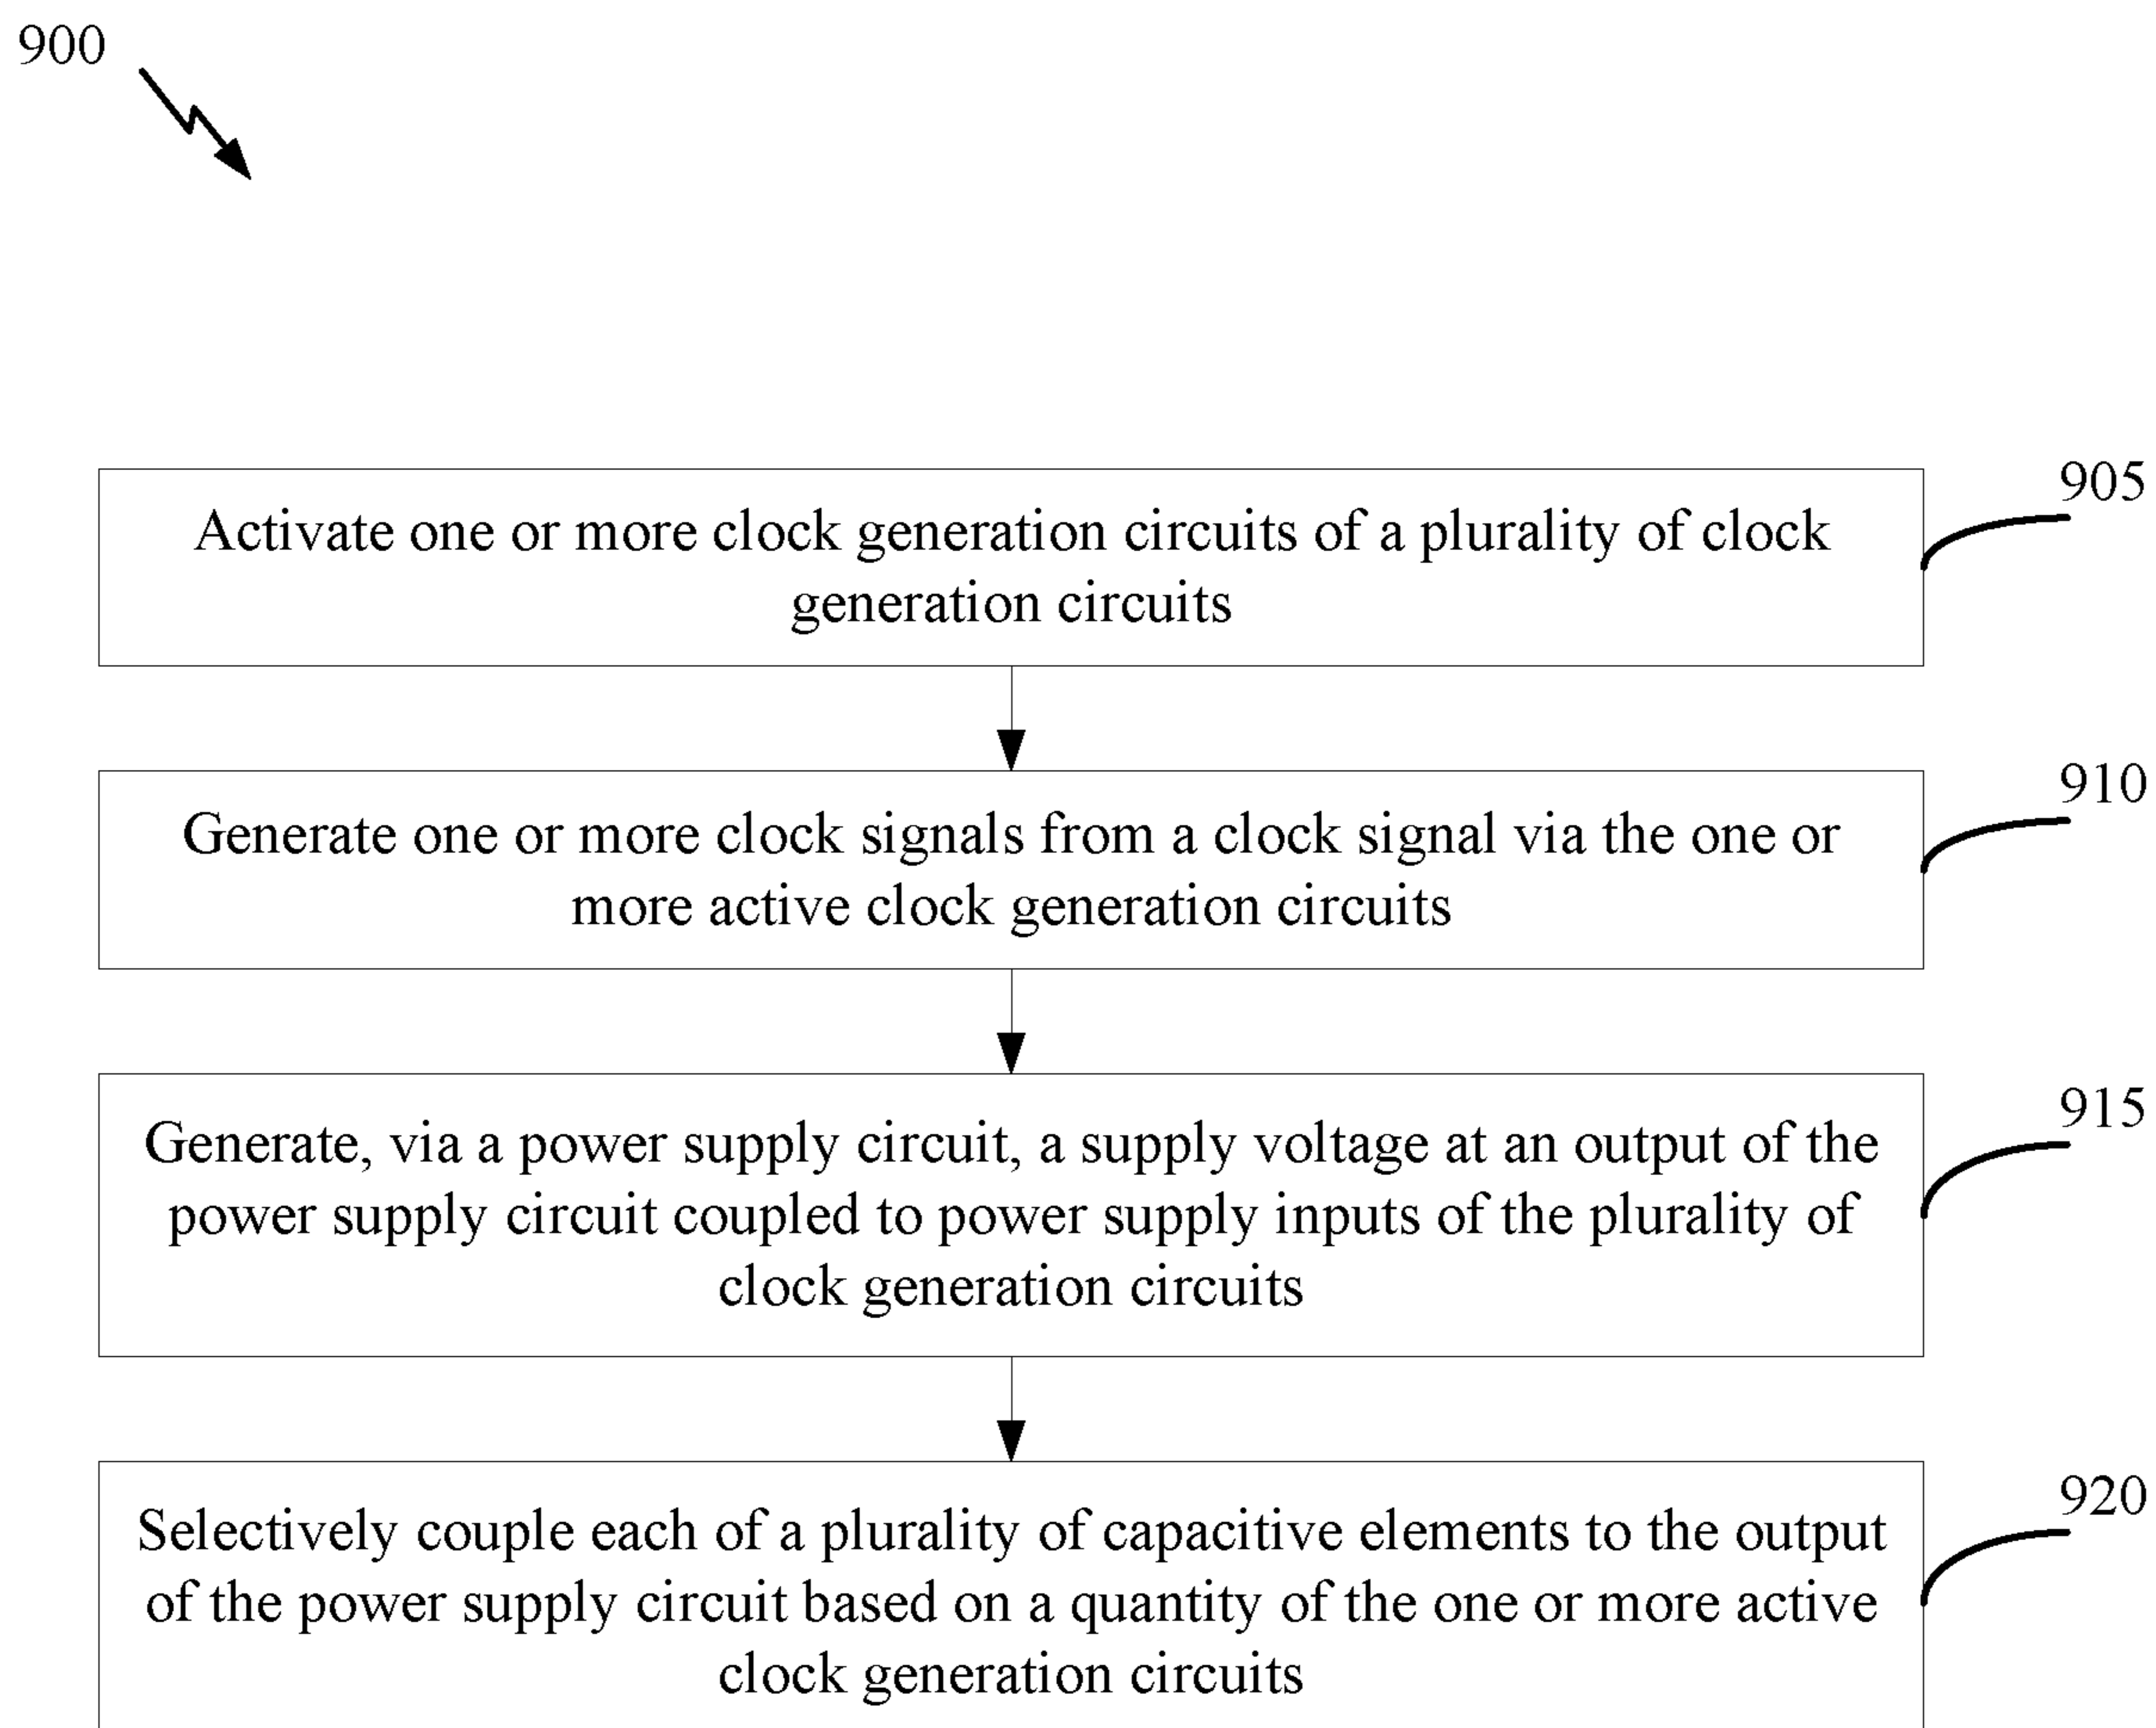 900
905
Activate one or more clock generation circuits of a plurality of clock
generation circuits
910
Generate one or more clock signals from a clock signal via the one or
more active clock generation circuits
915
Generate, via a power supply circuit, a supply voltage at an output of the
power supply circuit coupled to power supply inputs of the plurality of
clock generation circuits
920
Selectively couple each of a plurality of capacitive elements to the output
of the power supply circuit based on a quantity of the one or more active
clock generation circuits